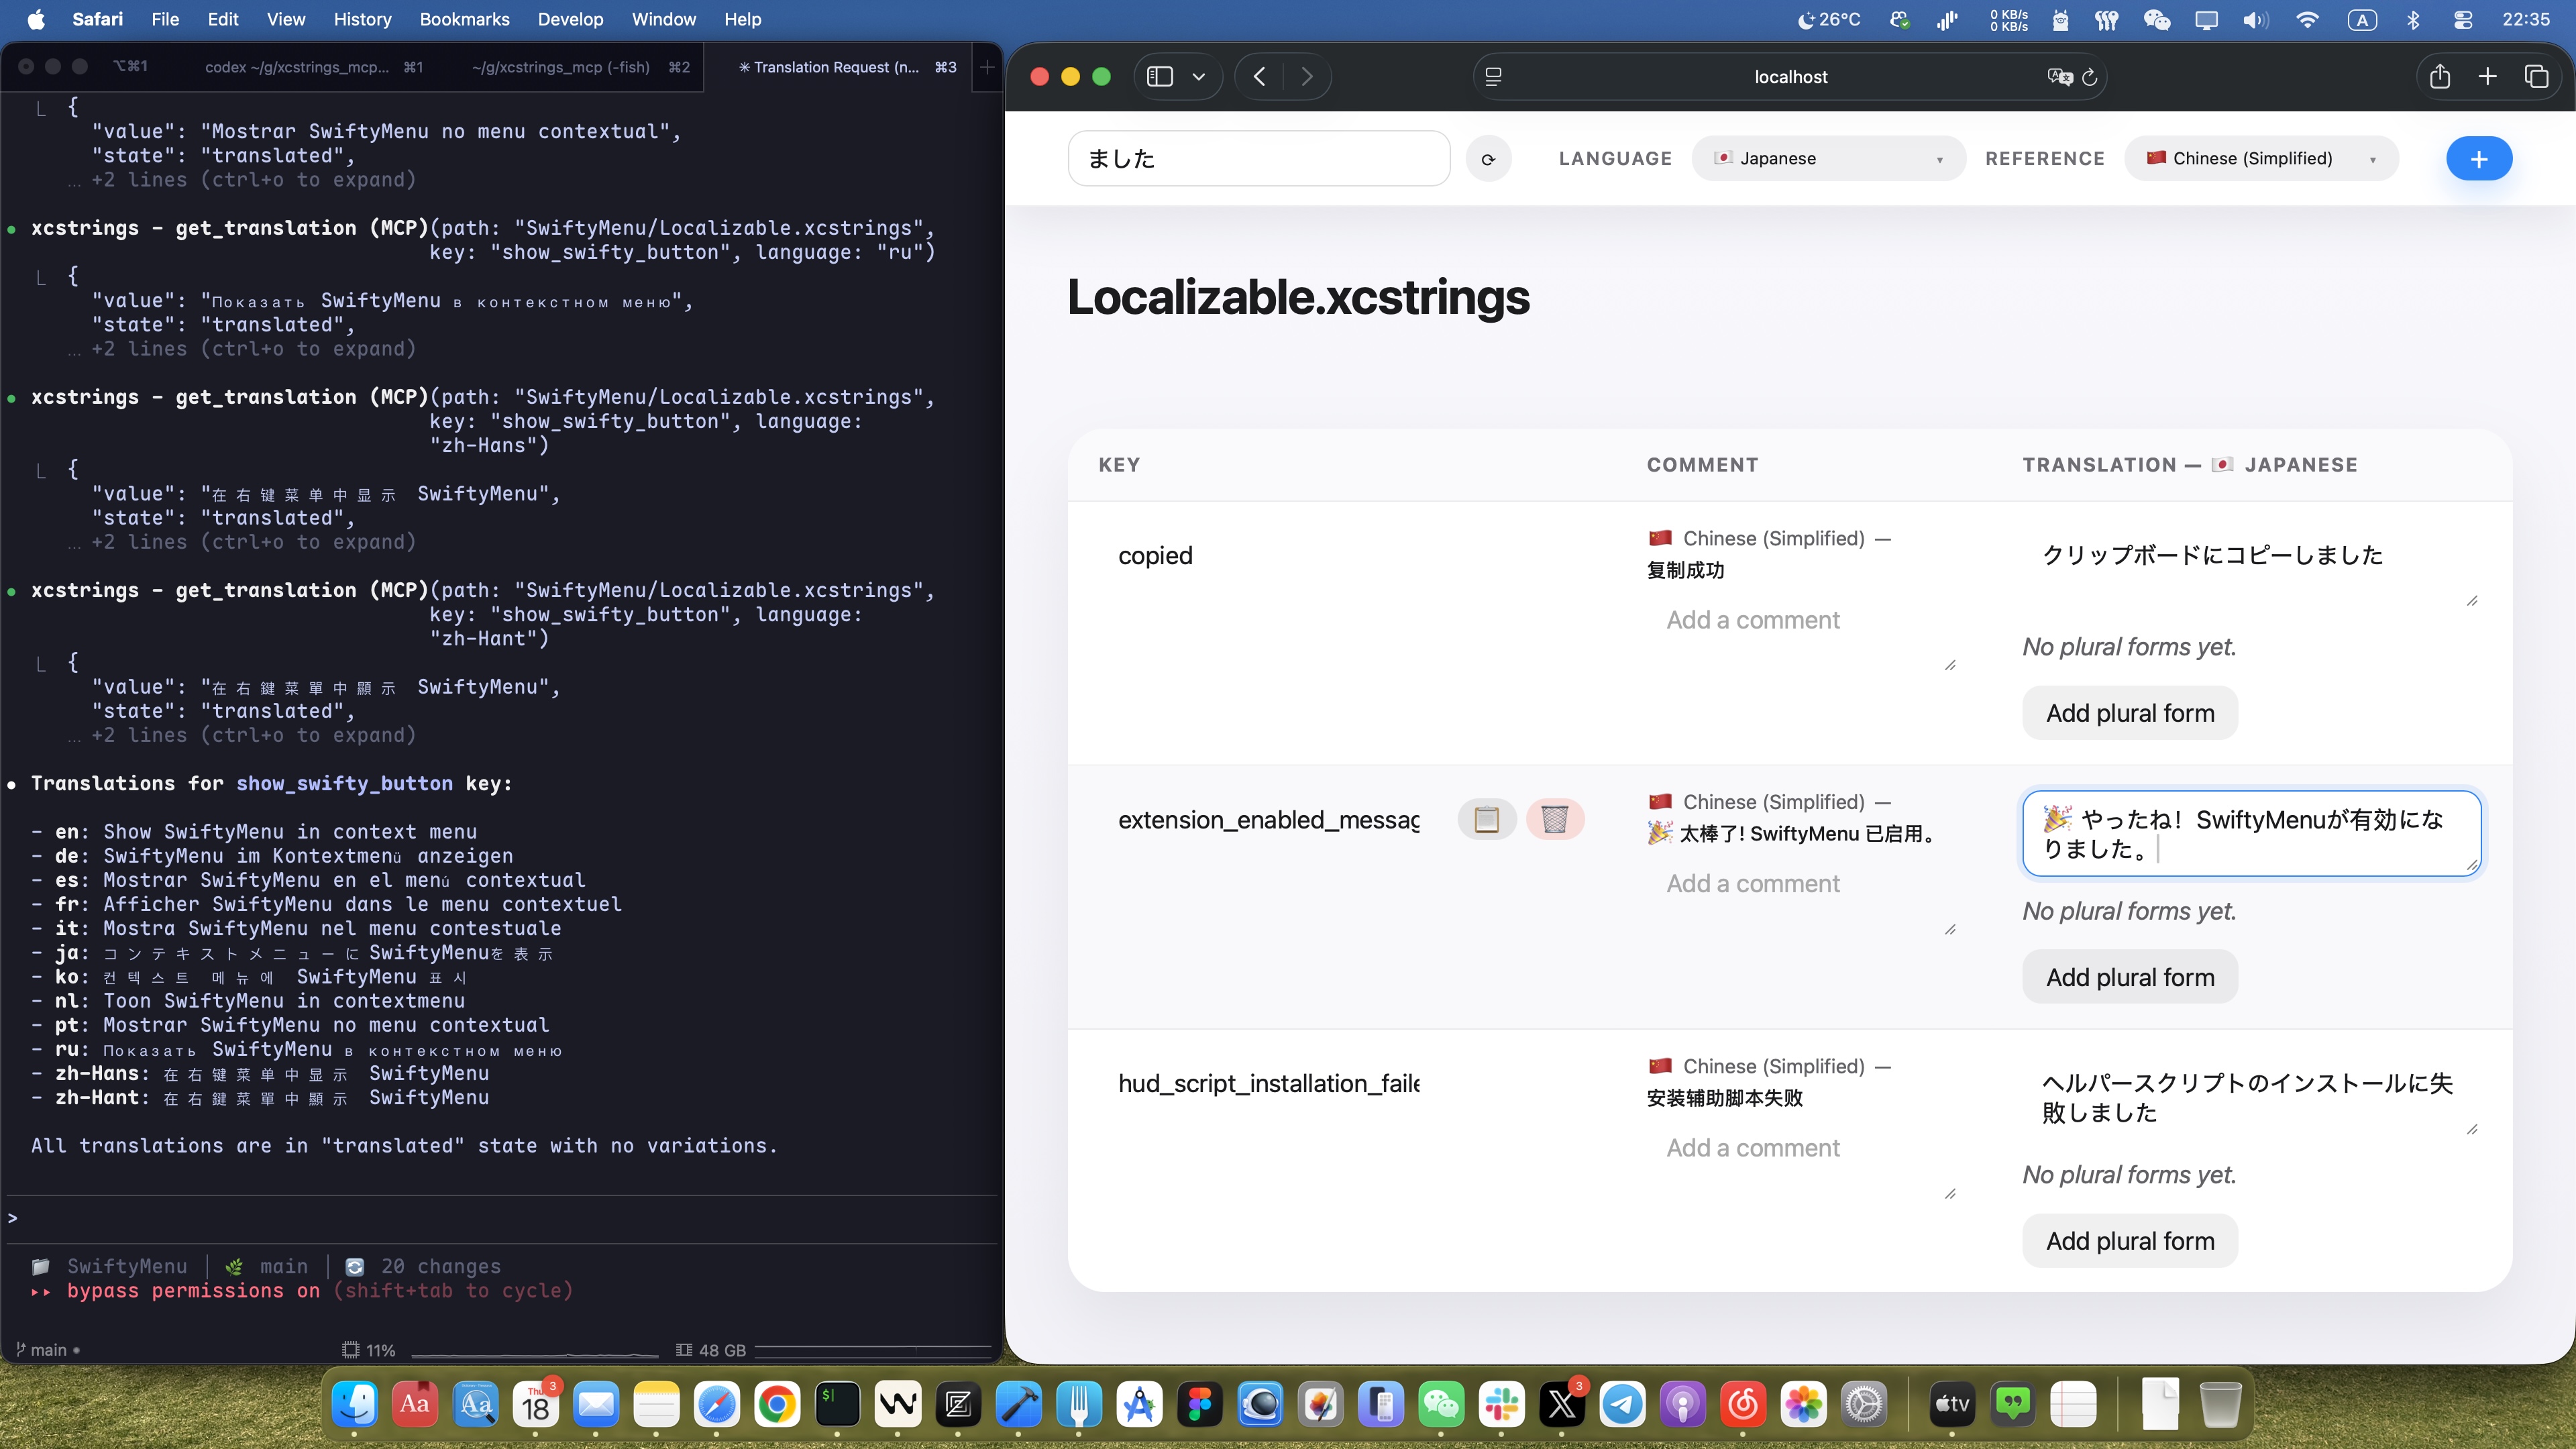 Safari File Edit View History Bookmarks Develop Window Help
26°C
0 KB/s
0 KB/s
A
22:35
⌥⌘1
codex ~/g/xcstrings_mcp... ⌘1
~/g/xcstrings_mcp (-fish) ⌘2
✳ Translation Request (n... ⌘3
{
"value": "Mostrar SwiftyMenu no menu contextual",
"state": "translated",
… +2 lines (ctrl+o to expand)
xcstrings - get_translation (MCP)(path: "SwiftyMenu/Localizable.xcstrings",
key: "show_swifty_button", language: "ru")
{
"value": "Показать SwiftyMenu в контекстном меню",
"state": "translated",
… +2 lines (ctrl+o to expand)
xcstrings - get_translation (MCP)(path: "SwiftyMenu/Localizable.xcstrings",
key: "show_swifty_button", language:
"zh-Hans")
{
"value": "在右键菜单中显示 SwiftyMenu",
"state": "translated",
… +2 lines (ctrl+o to expand)
xcstrings - get_translation (MCP)(path: "SwiftyMenu/Localizable.xcstrings",
key: "show_swifty_button", language:
"zh-Hant")
{
"value": "在右鍵菜單中顯示 SwiftyMenu",
"state": "translated",
… +2 lines (ctrl+o to expand)
Translations for show_swifty_button key:
- en: Show SwiftyMenu in context menu
- de: SwiftyMenu im Kontextmenü anzeigen
- es: Mostrar SwiftyMenu en el menú contextual
- fr: Afficher SwiftyMenu dans le menu contextuel
- it: Mostra SwiftyMenu nel menu contestuale
- ja: コンテキストメニューにSwiftyMenuを表示
- ko: 컨텍스트 메뉴에 SwiftyMenu 표시
- nl: Toon SwiftyMenu in contextmenu
- pt: Mostrar SwiftyMenu no menu contextual
- ru: Показать SwiftyMenu в контекстном меню
- zh-Hans: 在右键菜单中显示 SwiftyMenu
- zh-Hant: 在右鍵菜單中顯示 SwiftyMenu
All translations are in "translated" state with no variations.
>
SwiftyMenu | main | 20 changes
bypass permissions on (shift+tab to cycle)
main
11%
48 GB
localhost
ました
LANGUAGE
🇯🇵 Japanese
REFERENCE
🇨🇳 Chinese (Simplified)
+
Localizable.xcstrings
KEY
COMMENT
TRANSLATION — 🇯🇵 JAPANESE
copied
🇨🇳 Chinese (Simplified) —
复制成功
Add a comment
クリップボードにコピーしました
No plural forms yet.
Add plural form
extension_enabled_messag
🇨🇳 Chinese (Simplified) —
🎉 太棒了! SwiftyMenu 已启用。
Add a comment
🎉 やったね！SwiftyMenuが有効にな
りました。
No plural forms yet.
Add plural form
hud_script_installation_faile
🇨🇳 Chinese (Simplified) —
安装辅助脚本失败
Add a comment
ヘルパースクリプトのインストールに失
敗しました
No plural forms yet.
Add plural form
Aa
Aa
Thu
18
3
$
3
tv